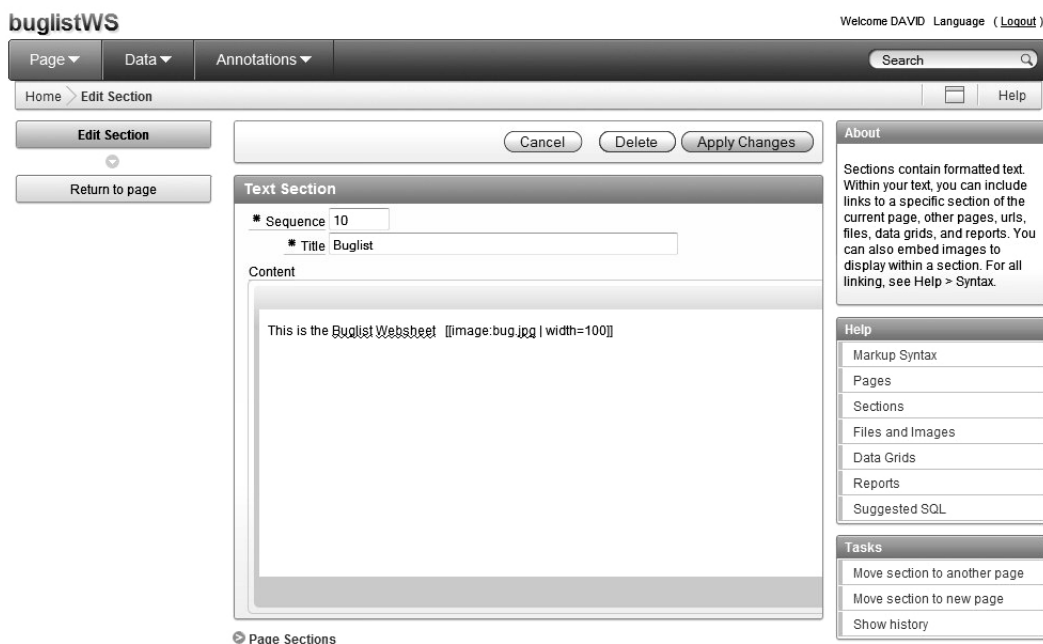 buglistWS
Welcome DAVID Language ( Logout )
Page Data Annotations
Search
Home Edit Section
Help
Edit Section
Return to page
Cancel Delete Apply Changes
Text Section
* Sequence 10
* Title Buglist
Content
This is the Buglist Websheet [[image:bug.jpg | width=100]]
Page Sections
About
Sections contain formatted text.
Within your text, you can include
links to a specific section of the
current page, other pages, urls,
files, data grids, and reports. You
can also embed images to
display within a section. For all
linking, see Help > Syntax.
Help
Markup Syntax
Pages
Sections
Files and Images
Data Grids
Reports
Suggested SQL
Tasks
Move section to another page
Move section to new page
Show history